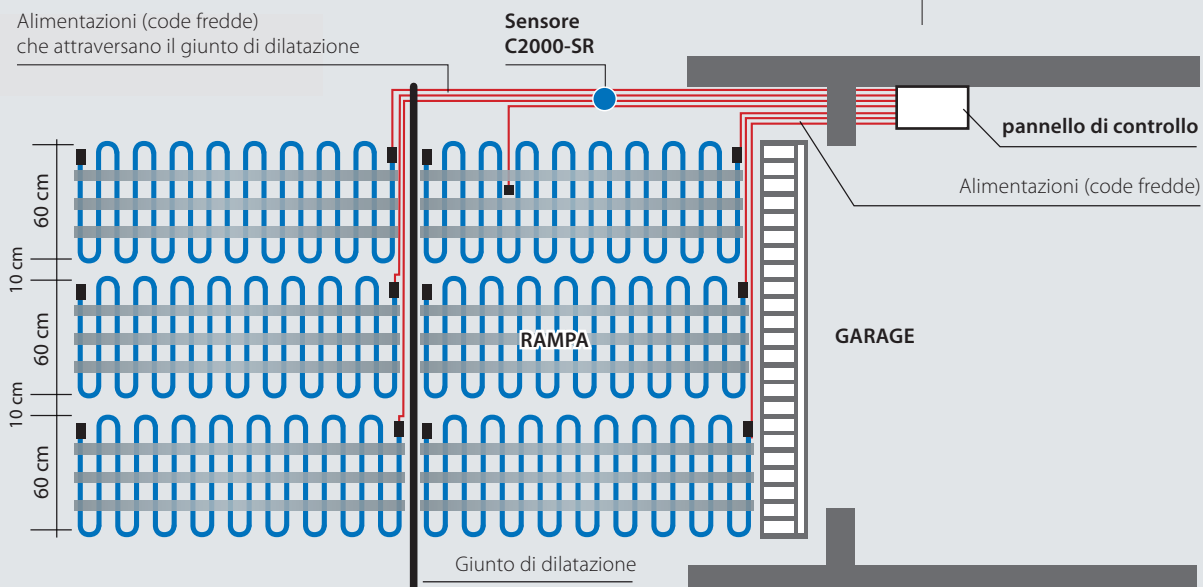 Alimentazioni (code fredde)
che attraversano il giunto di dilatazione
Sensore
C2000-SR
pannello di controllo
Alimentazioni (code fredde)
60 cm
10 cm
60 cm
10 cm
60 cm
RAMPA
GARAGE
Giunto di dilatazione